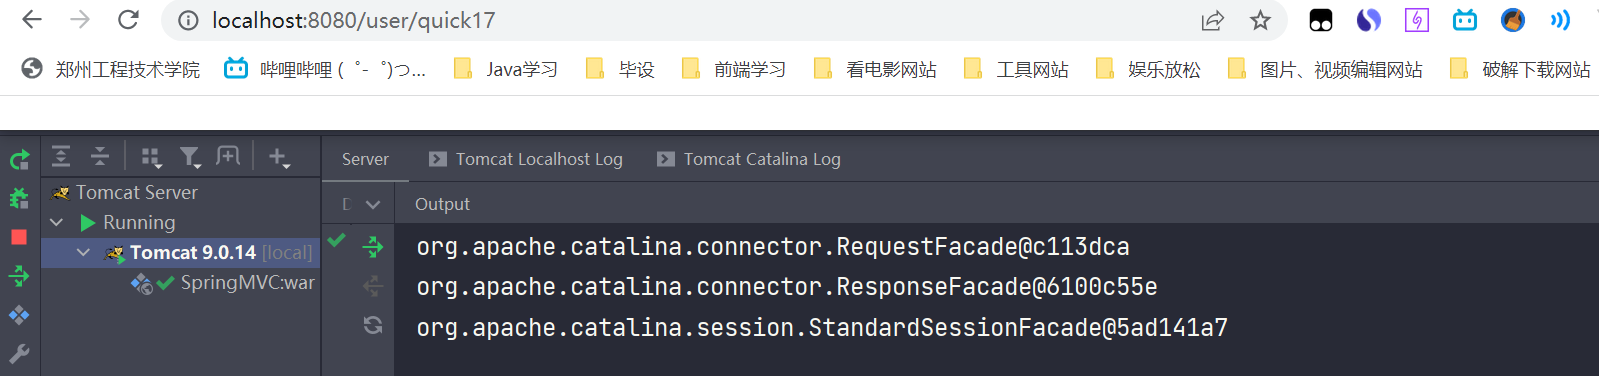 localhost:8080/user/quick17
郑州工程技术学院 哔哩哔哩 ( ゜- ゜)つ... Java学习 毕设 前端学习 看电影网站 工具网站 娱乐放松 图片、视频编辑网站 破解下载网站
Server Tomcat Localhost Log Tomcat Catalina Log
Tomcat Server
Output
Running
Tomcat 9.0.14 [local]
SpringMVC:war
org.apache.catalina.connector.RequestFacade@c113dca
org.apache.catalina.connector.ResponseFacade@6100c55e
org.apache.catalina.session.StandardSessionFacade@5ad141a7